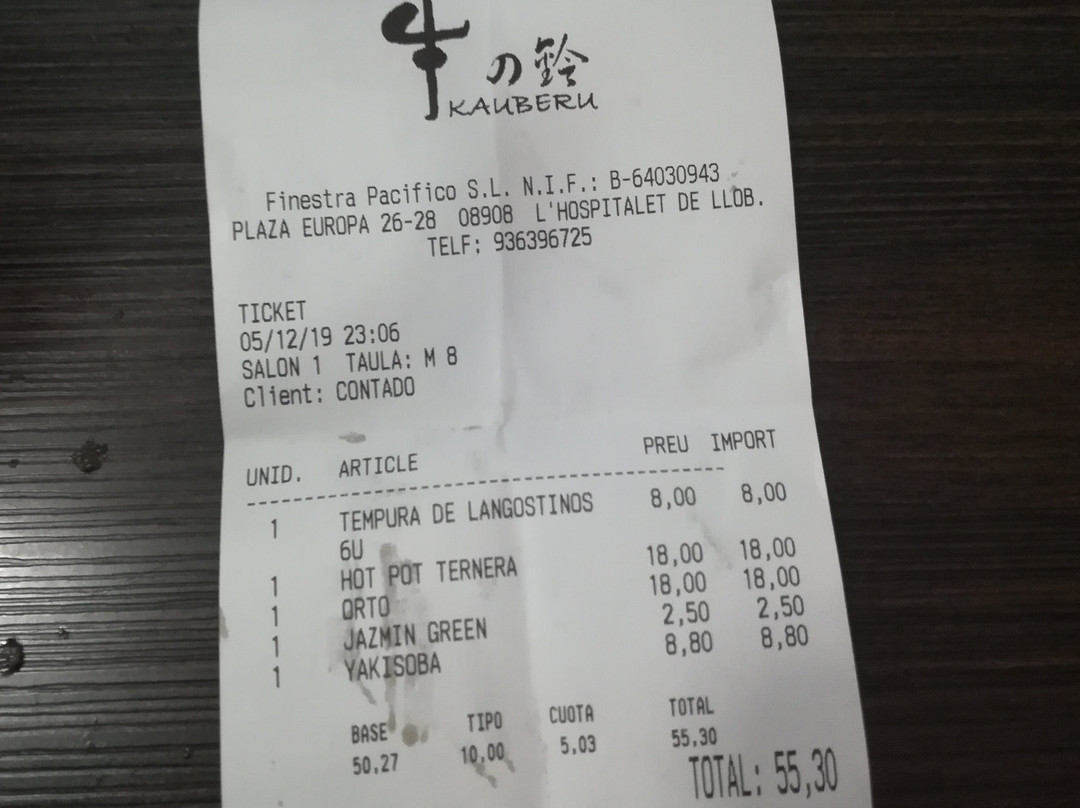 牛の鈴
KAUBERU
Finestra Pacifico S.L. N.I.F.: B-64030943
PLAZA EUROPA 26-28 08908 L'HOSPITALET DE LLOB.
TELF: 936396725
TICKET
05/12/19 23:06
SALON 1 TAULA: M 8
Client: CONTADO
UNID. ARTICLE PREU IMPORT
1 TEMPURA DE LANGOSTINOS 8,00 8,00
6U
1 HOT POT TERNERA 18,00 18,00
1 ORTO 18,00 18,00
1 JAZMIN GREEN 2,50 2,50
1 YAKISOBA 8,80 8,80
BASE TIPO CUOTA TOTAL
50,27 10,00 5,03 55,30
TOTAL: 55,30